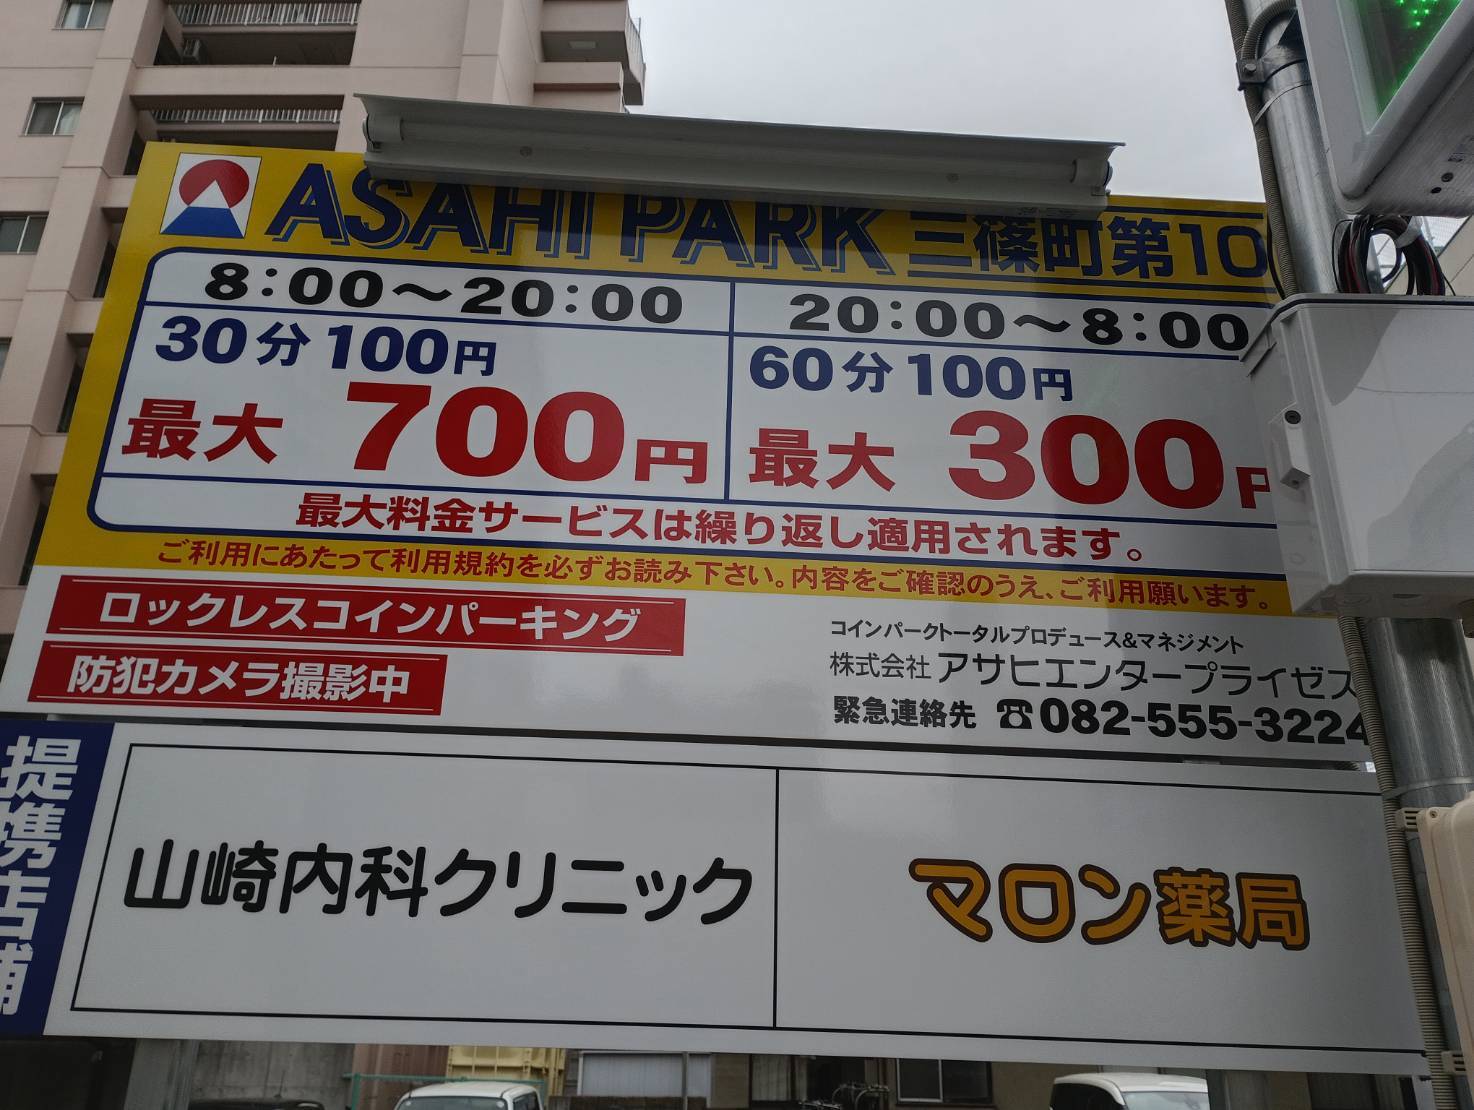 ASAHI PARK 三篠町第10
8:00～20:00
30分100円
最大 700円
20:00～8:00
60分100円
最大 300円
最大料金サービスは繰り返し適用されます。
ご利用にあたって利用規約を必ずお読み下さい。内容をご確認のうえ、ご利用願います。
ロックレスコインパーキング
防犯カメラ撮影中
コインパークトータルプロデュース&マネジメント
株式会社 アサヒエンタープライゼス
緊急連絡先 ☎082-555-3224
提携店舗
山崎内科クリニック
マロン薬局